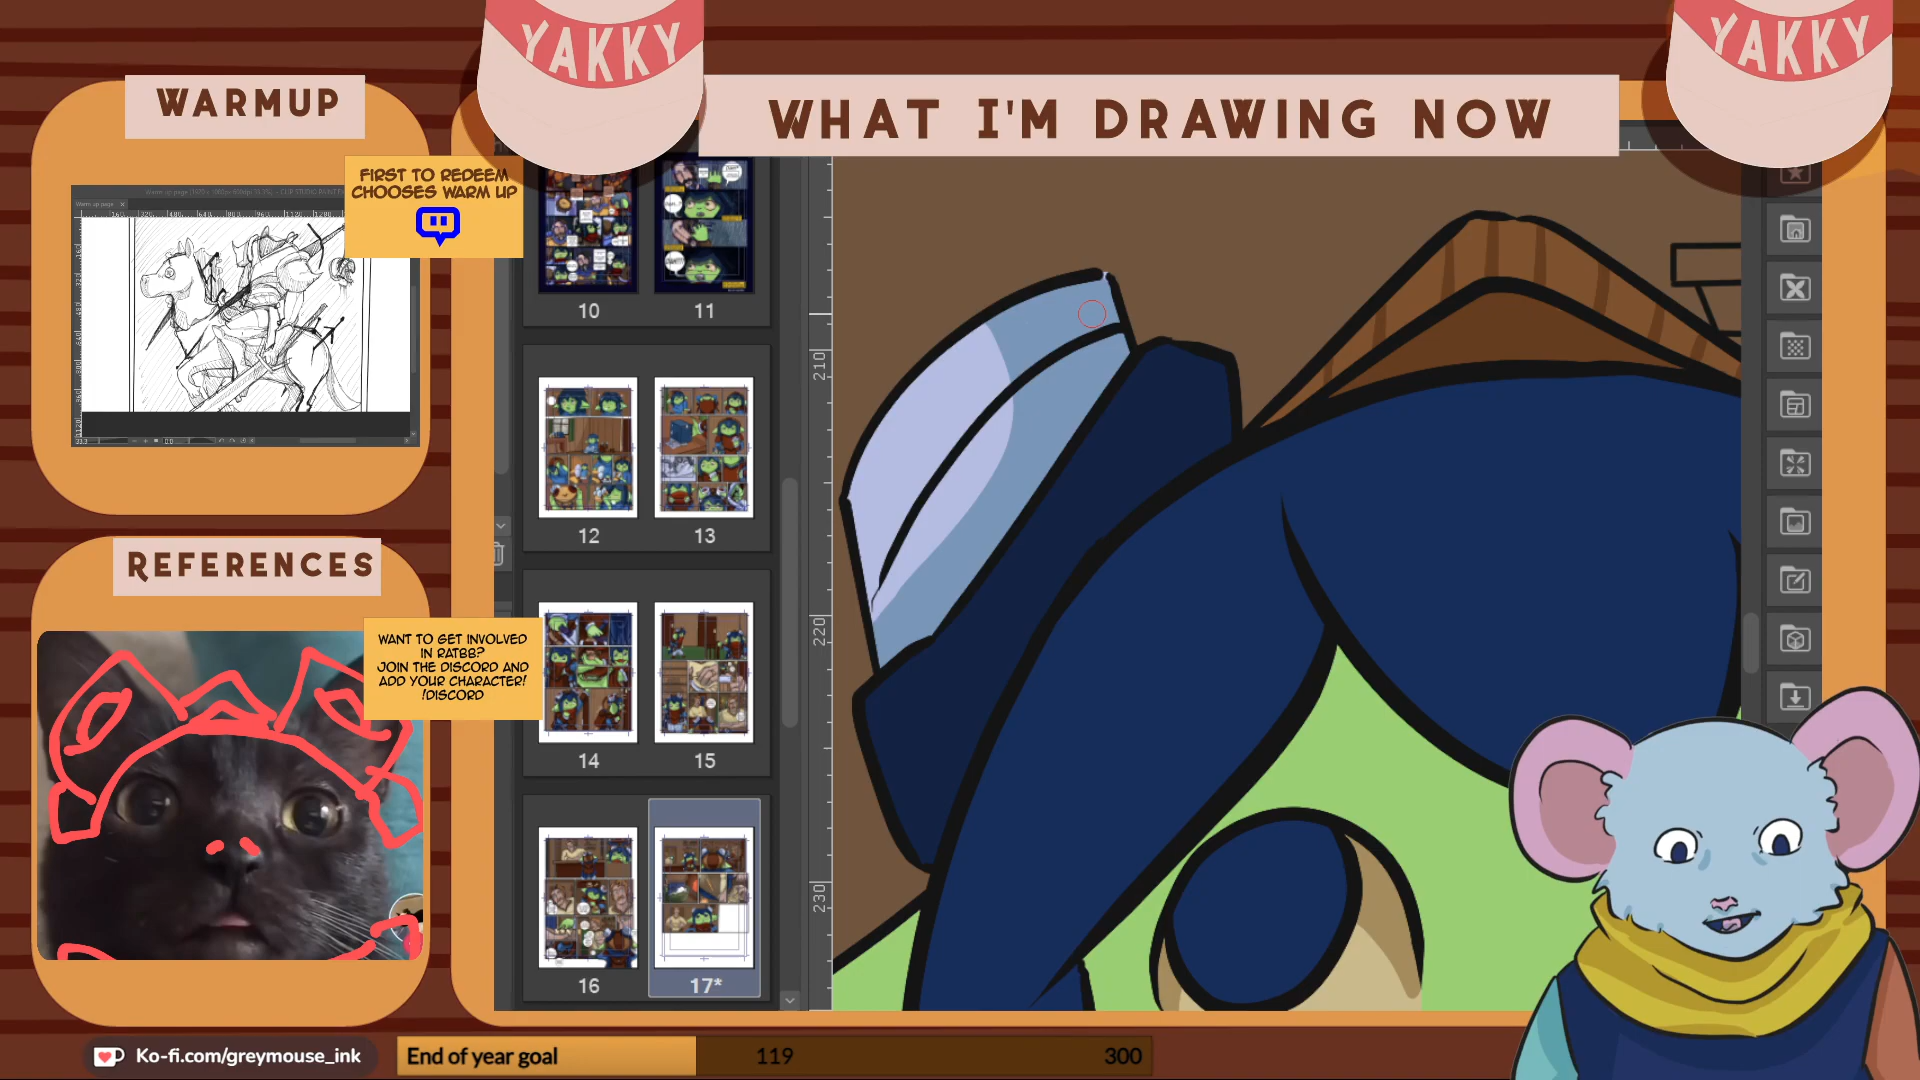 YAKKY
YAKKY
WARMUP
WHAT I'M DRAWING NOW
FIRST TO REDEEM
CHOOSES WARM UP
10
11
12
13
14
15
16
17*
210
220
230
REFERENCES
WANT TO GET INVOLVED
IN RATBB?
JOIN THE DISCORD AND
ADD YOUR CHARACTER!
!DISCORD
Ko-fi.com/greymouse_ink
End of year goal
119
300